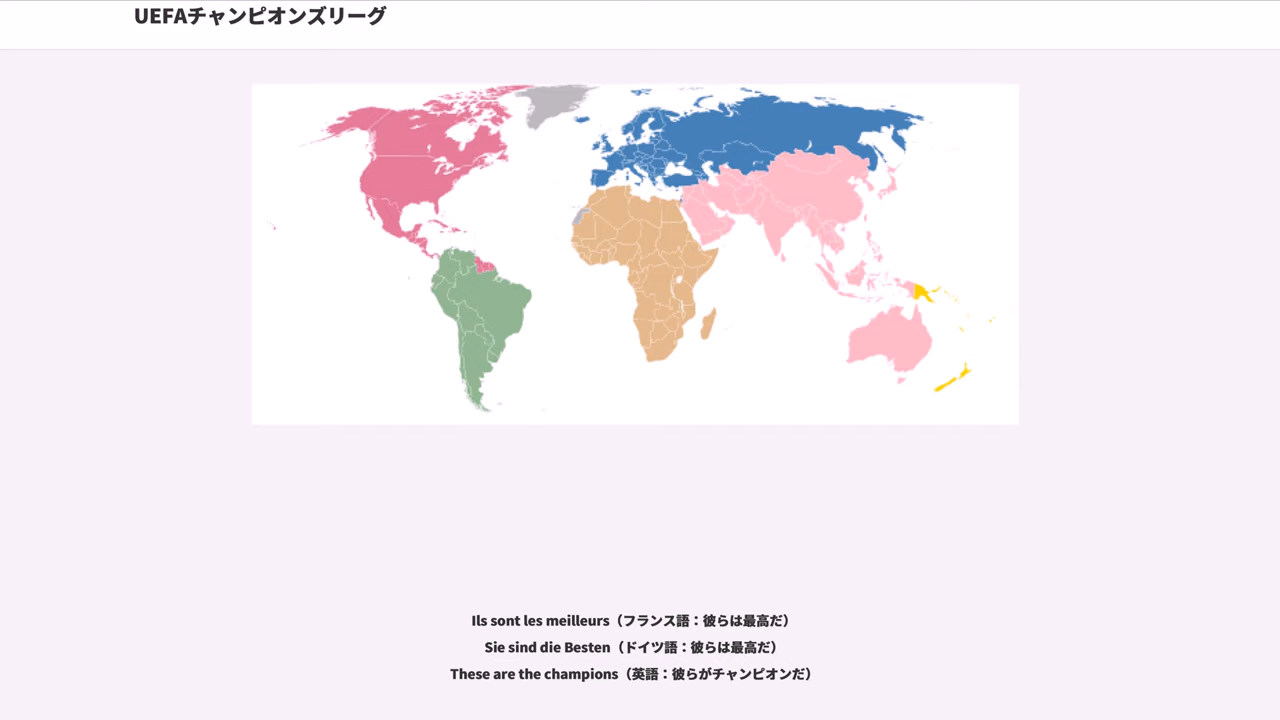 UEFAチャンピオンズリーグ
Ils sont les meilleurs（フランス語：彼らは最高だ）
Sie sind die Besten（ドイツ語：彼らは最高だ）
These are the champions（英語：彼らがチャンピオンだ）